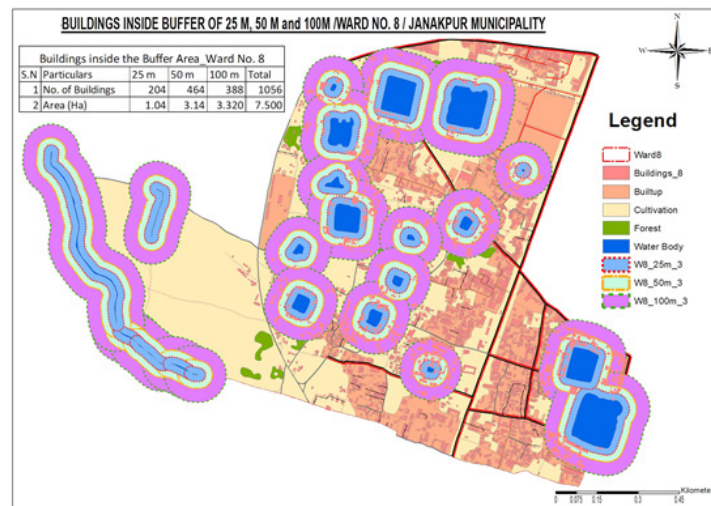 BUILDINGS INSIDE BUFFER OF 25 M, 50 M and 100M /WARD NO. 8 / JANAKPUR MUNICIPALITY
Buildings inside the Buffer Area_Ward No. 8
S.N Particulars 25 m 50 m 100 m Total
1 No. of Buildings 204 464 388 1056
2 Area (Ha) 1.04 3.14 3.320 7.500
N
W E
S
Legend
Ward8
Buildings_8
Builtup
Cultivation
Forest
Water Body
W8_25m_3
W8_50m_3
W8_100m_3
Kilomete
0 0.075 0.15 0.3 0.45